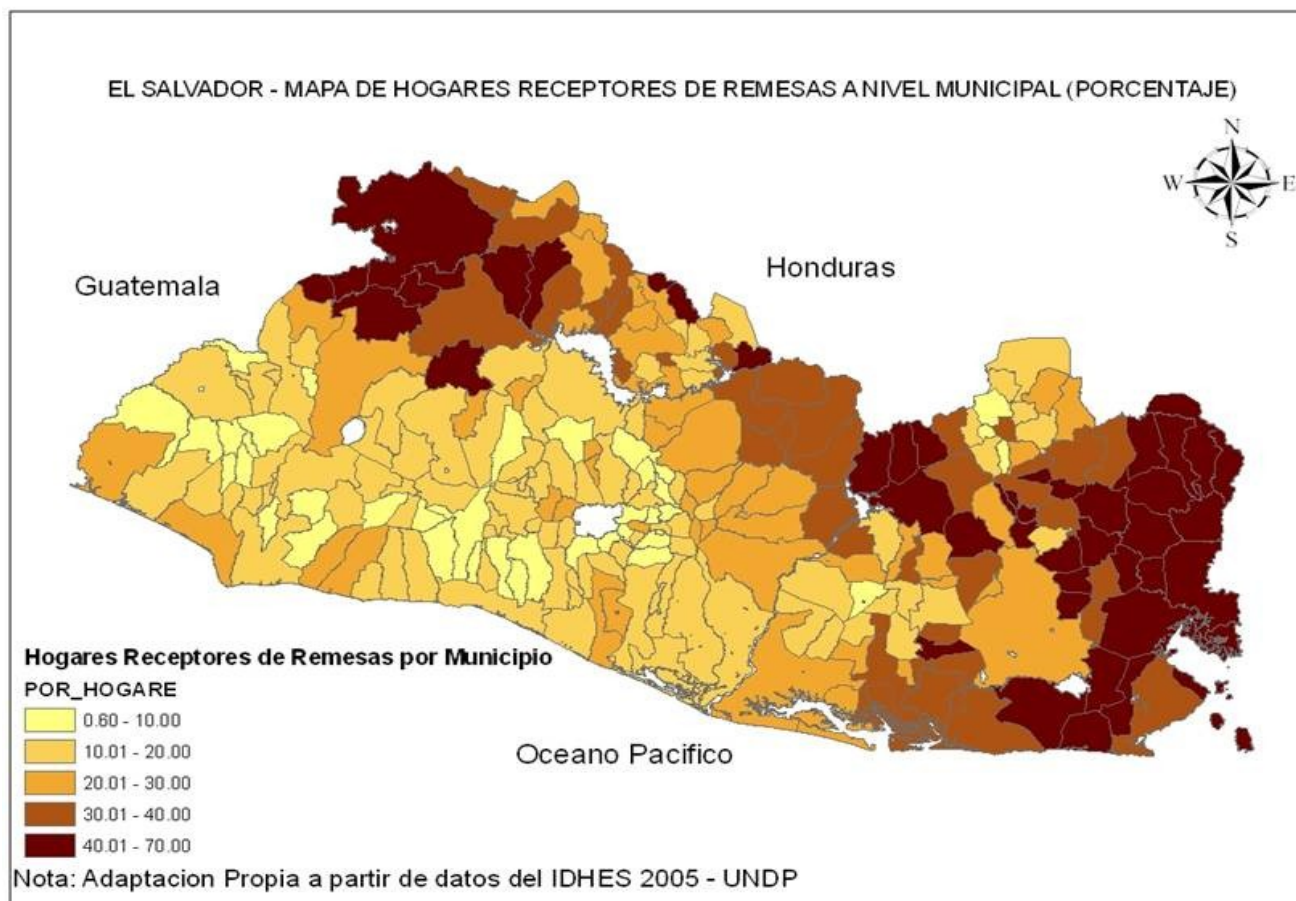 EL SALVADOR - MAPA DE HOGARES RECEPTORES DE REMESAS A NIVEL MUNICIPAL (PORCENTAJE)
N
W E
S
Honduras
Guatemala
Hogares Receptores de Remesas por Municipio
POR_HOGARE
0.60 - 10.00
10.01 - 20.00
20.01 - 30.00
30.01 - 40.00
40.01 - 70.00
Oceano Pacifico
Nota: Adaptacion Propia a partir de datos del IDHES 2005 - UNDP